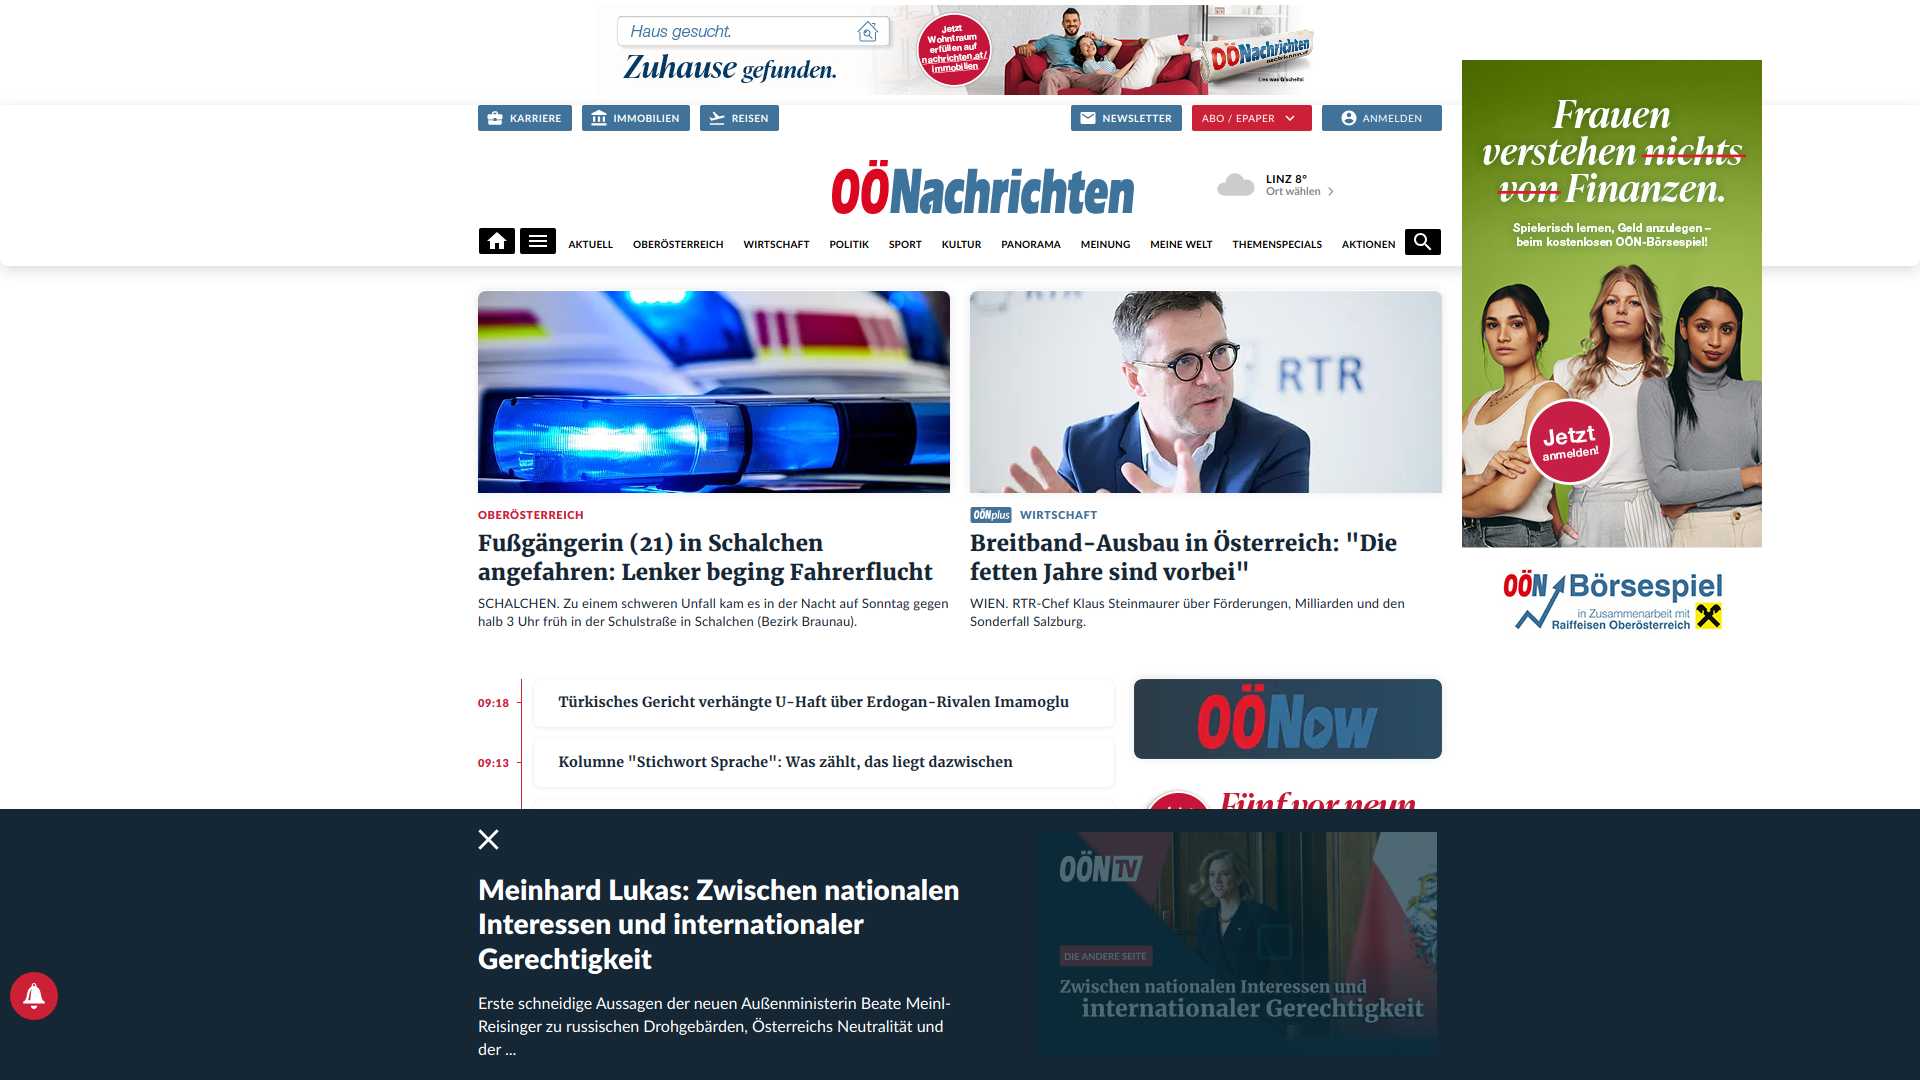 Haus gesucht.
Zuhause gefunden.
Jetzt
Wohntraum
erfüllen auf
nachrichten.at/
immobilien
OÖNachrichten
Lies was G'scheits!
KARRIERE
IMMOBILIEN
REISEN
NEWSLETTER
ABO / EPAPER
ANMELDEN
OÖNachrichten
LINZ 8°
Ort wählen
AKTUELL
OBERÖSTERREICH
WIRTSCHAFT
POLITIK
SPORT
KULTUR
PANORAMA
MEINUNG
MEINE WELT
THEMENSPECIALS
AKTIONEN
Frauen
verstehen nichts
von Finanzen.
Spielerisch lernen, Geld anzulegen –
beim kostenlosen OÖN-Börsespiel!
Jetzt
anmelden!
OÖN Börsespiel
in Zusammenarbeit mit
Raiffeisen Oberösterreich
RTR
OBERÖSTERREICH
Fußgängerin (21) in Schalchen
angefahren: Lenker beging Fahrerflucht
SCHALCHEN. Zu einem schweren Unfall kam es in der Nacht auf Sonntag gegen
halb 3 Uhr früh in der Schulstraße in Schalchen (Bezirk Braunau).
OÖNplus WIRTSCHAFT
Breitband-Ausbau in Österreich: "Die
fetten Jahre sind vorbei"
WIEN. RTR-Chef Klaus Steinmaurer über Förderungen, Milliarden und den
Sonderfall Salzburg.
09:18 Türkisches Gericht verhängte U-Haft über Erdogan-Rivalen Imamoglu
09:13 Kolumne "Stichwort Sprache": Was zählt, das liegt dazwischen
OÖNow
Fünf vor neun
Meinhard Lukas: Zwischen nationalen
Interessen und internationaler
Gerechtigkeit
Erste schneidige Aussagen der neuen Außenministerin Beate Meinl-
Reisinger zu russischen Drohgebärden, Österreichs Neutralität und
der ...
OÖN TV
DIE ANDERE SEITE
Zwischen nationalen Interessen und
internationaler Gerechtigkeit